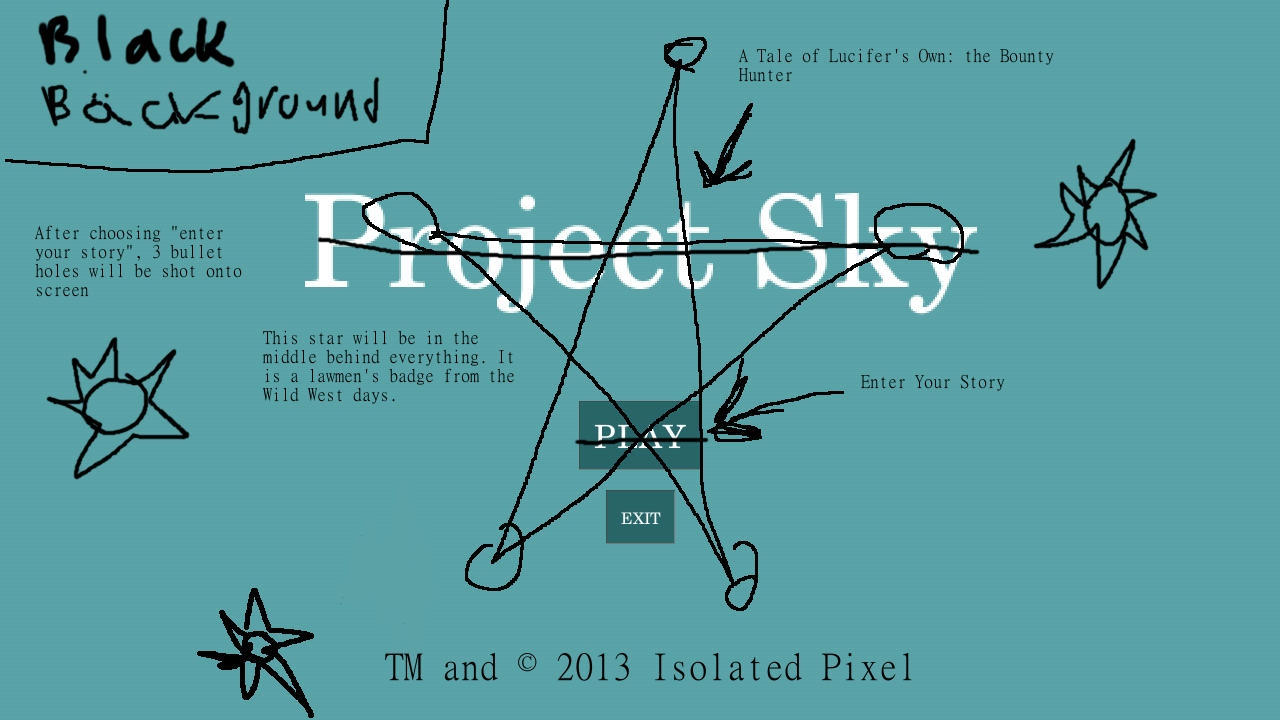 Black
Background
A Tale of Lucifer's Own: the Bounty
Hunter
Project Sky
After choosing "enter
your story", 3 bullet
holes will be shot onto
screen
This star will be in the
middle behind everything. It
is a lawmen's badge from the
Wild West days.
Enter Your Story
PLAY
EXIT
TM and © 2013 Isolated Pixel